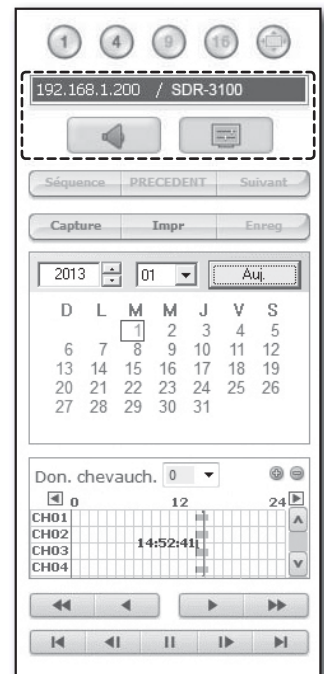 1 4 9 16
192.168.1.200 / SDR-3100
Séquence PRECEDENT Suivant
Capture Impr Enreg
2013 01 Auj.
D L M M J V S
1 2 3 4 5
6 7 8 9 10 11 12
13 14 15 16 17 18 19
20 21 22 23 24 25 26
27 28 29 30 31
Don. chevauch. 0
0 12 24
CH01
CH02
14:52:41
CH03
CH04